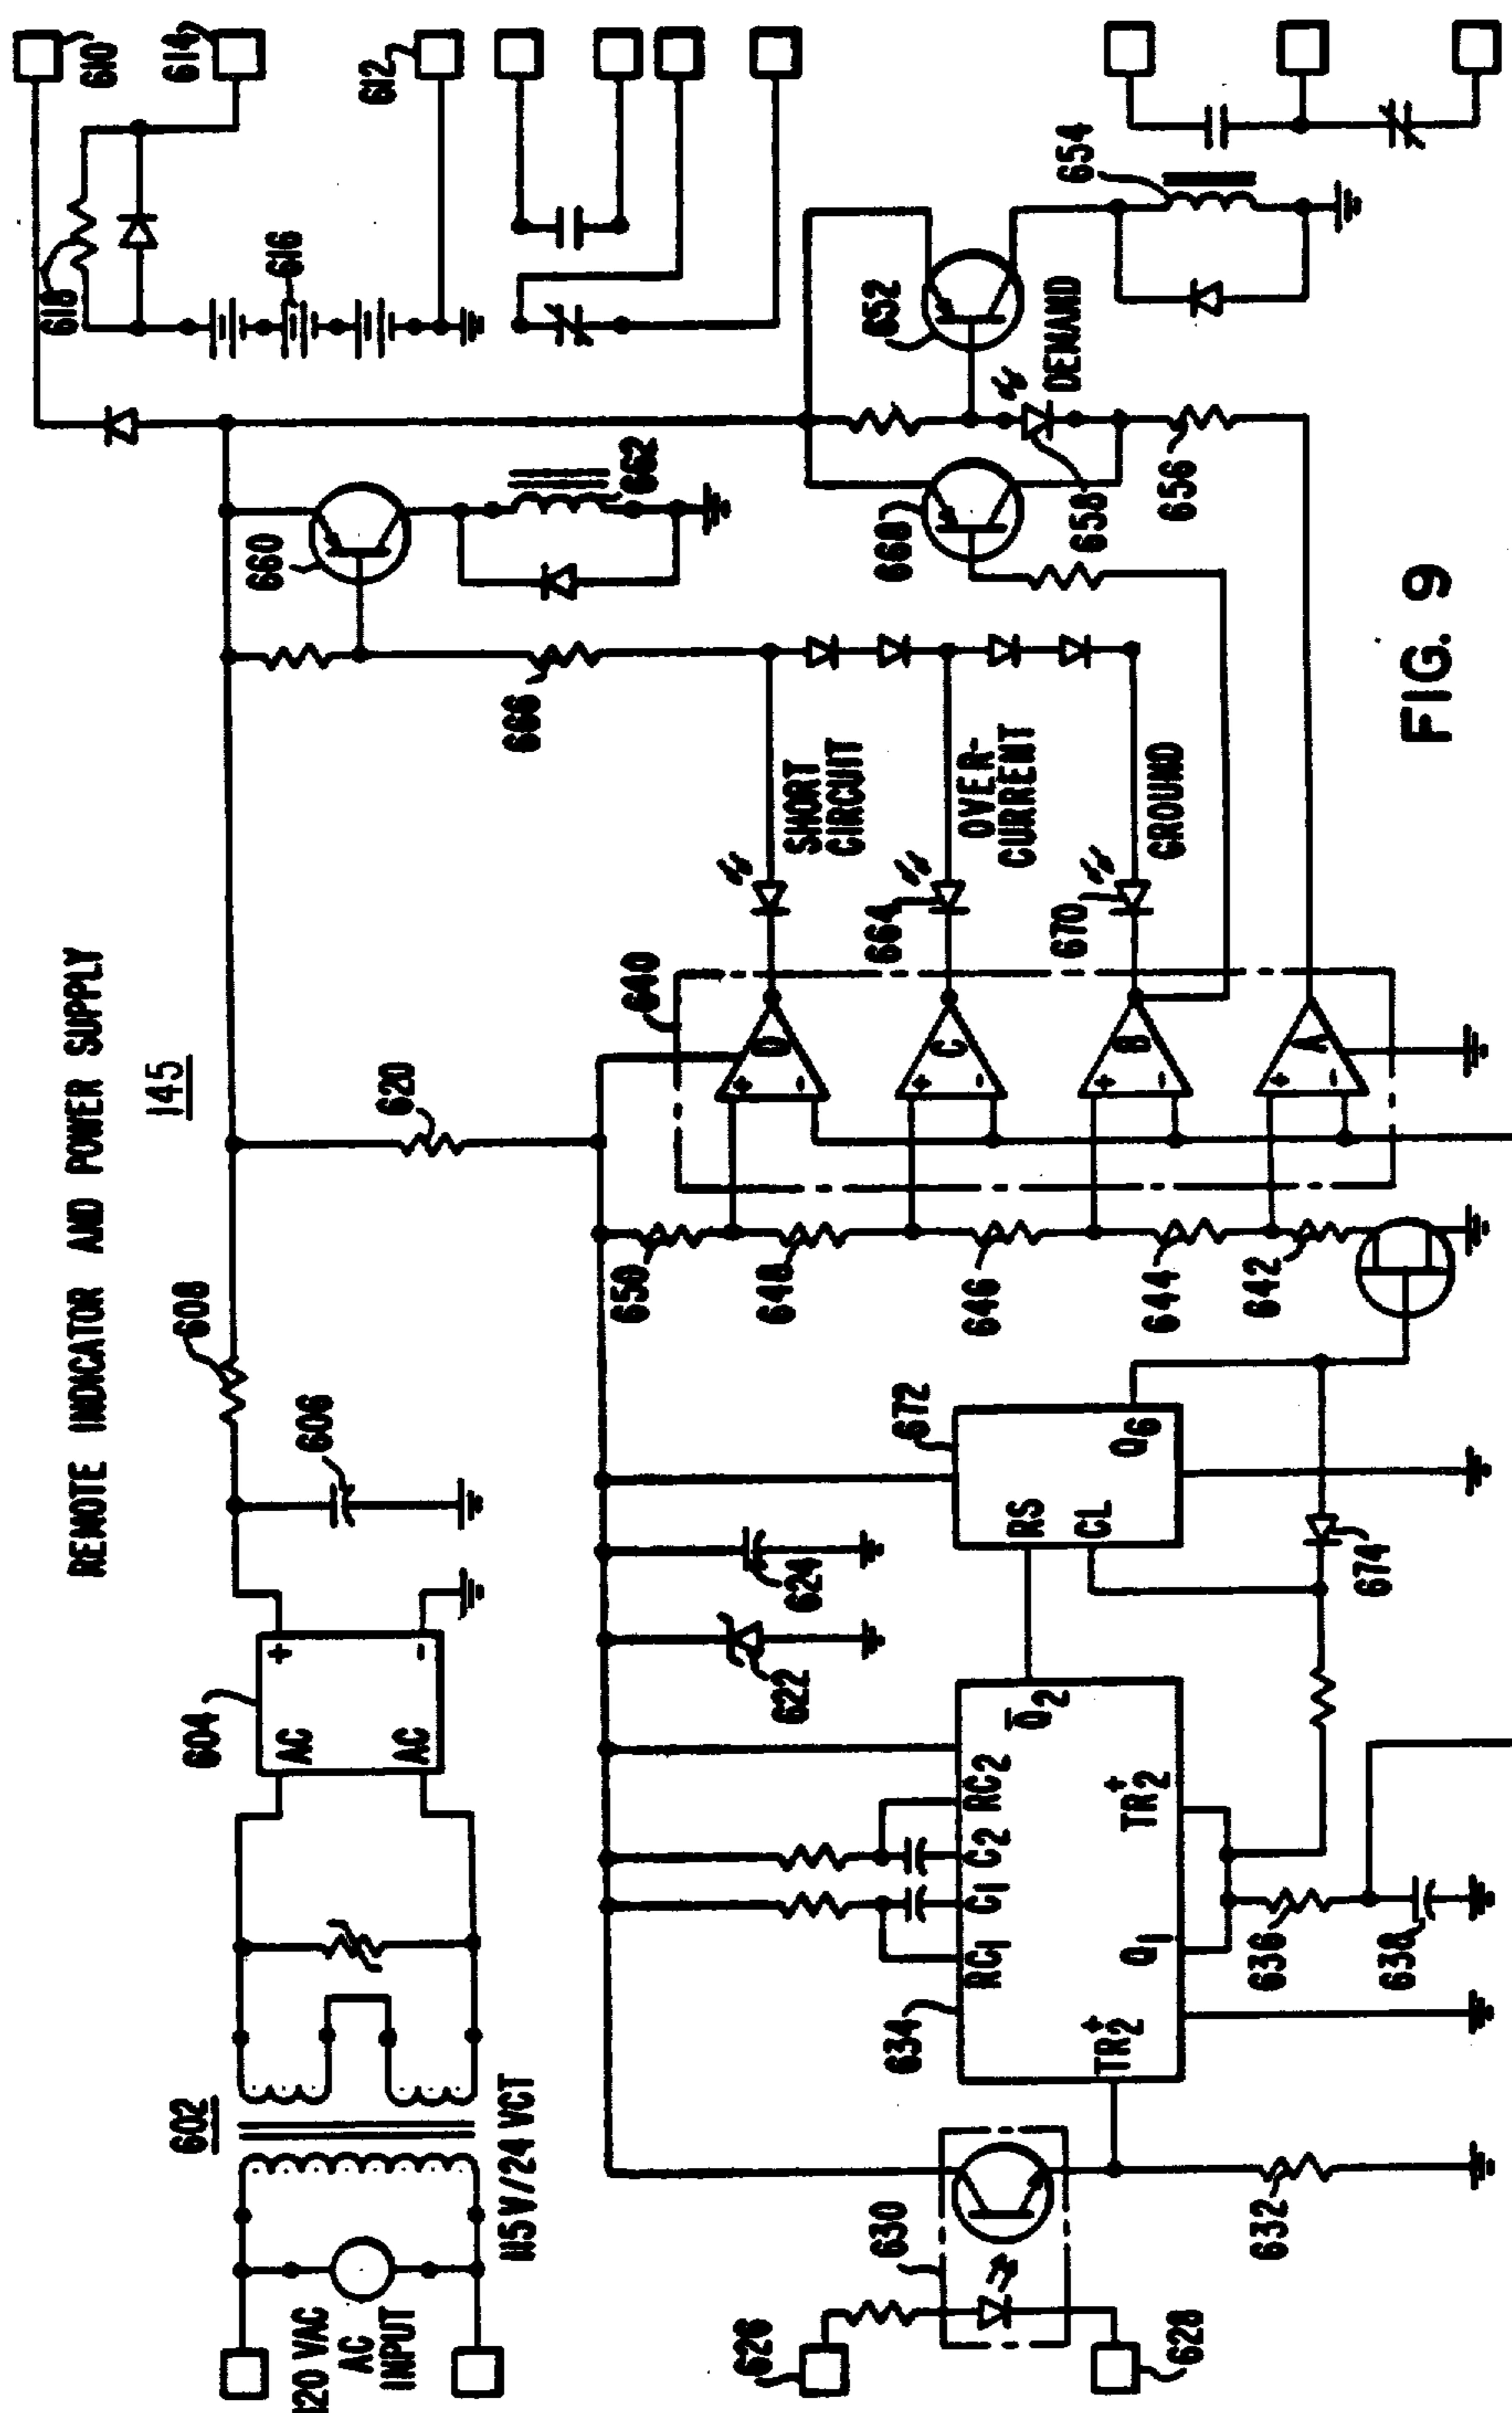 REMOTE INDICATOR AND POWER SUPPLY
145
602
120 VAC
AC
INPUT
115V/24 VCT
604
AC
AC
+
-
606
608
620
610
614
612
618
616
660
662
666
626
628
630
632
634
RC1
C1
C2
RC2
Q̄2
TR2+
Q1
TR2+
636
638
622
624
672
RS
CL
Q6
674
650
648
646
644
642
640
D
+
-
C
+
-
B
+
-
A
+
-
SHORT
CIRCUIT
664
OVER-
CURRENT
670
GROUND
668
658
656
652
DEMAND
654
FIG. 9